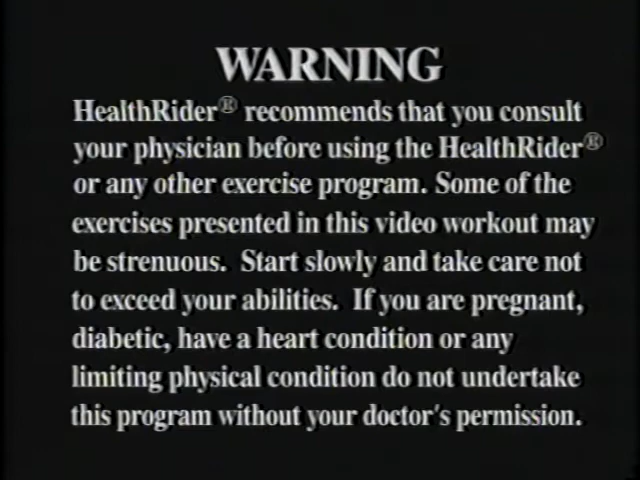 WARNING
HealthRider® recommends that you consult
your physician before using the HealthRider®
or any other exercise program. Some of the
exercises presented in this video workout may
be strenuous. Start slowly and take care not
to exceed your abilities. If you are pregnant,
diabetic, have a heart condition or any
limiting physical condition do not undertake
this program without your doctor's permission.